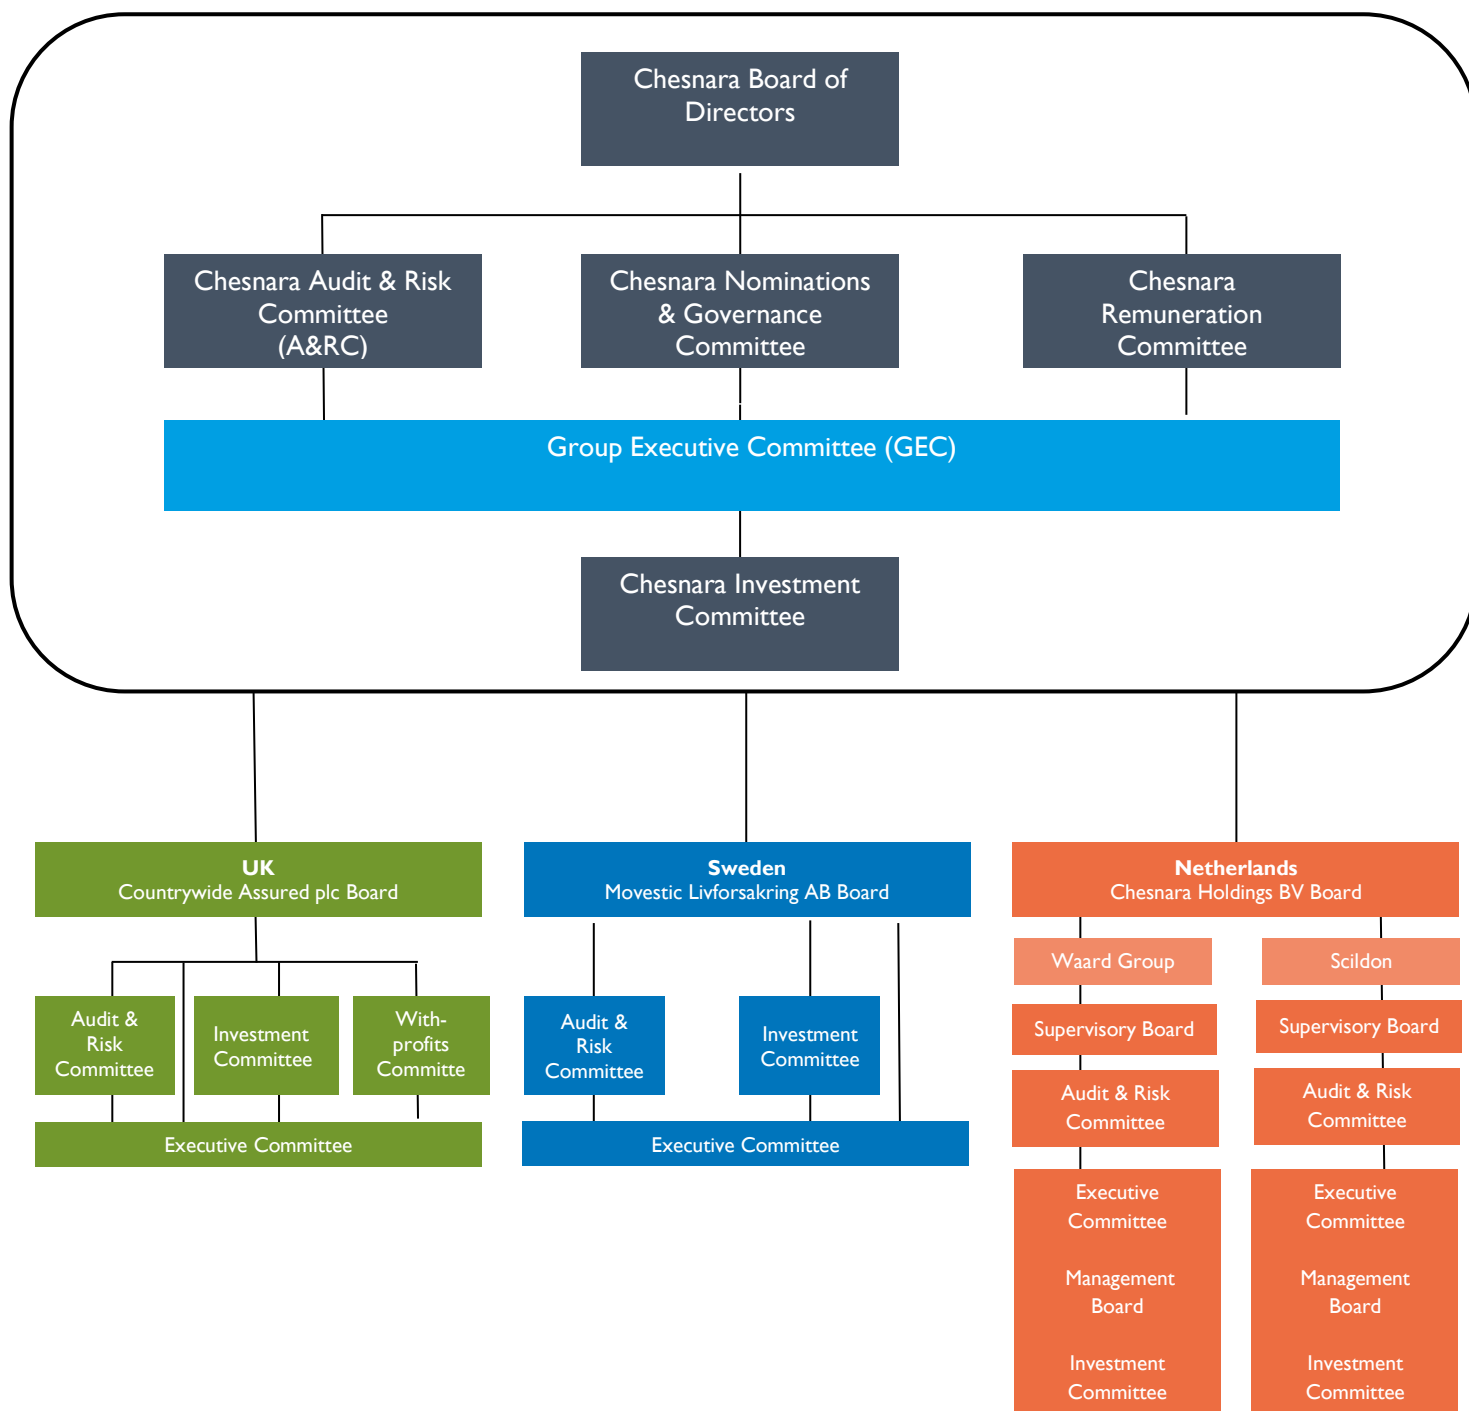 Chesnara Board of
Directors
Chesnara Audit & Risk
Committee
(A&RC)
Chesnara Nominations
& Governance
Committee
Chesnara
Remuneration
Committee
Group Executive Committee (GEC)
Chesnara Investment
Committee
UK
Countrywide Assured plc Board
Audit &
Risk
Committee
Investment
Committee
With-
profits
Committe
Executive Committee
Sweden
Movestic Livforsakring AB Board
Audit &
Risk
Committee
Investment
Committee
Executive Committee
Netherlands
Chesnara Holdings BV Board
Waard Group
Supervisory Board
Audit & Risk
Committee
Executive
Committee
Management
Board
Investment
Committee
Scildon
Supervisory Board
Audit & Risk
Committee
Executive
Committee
Management
Board
Investment
Committee